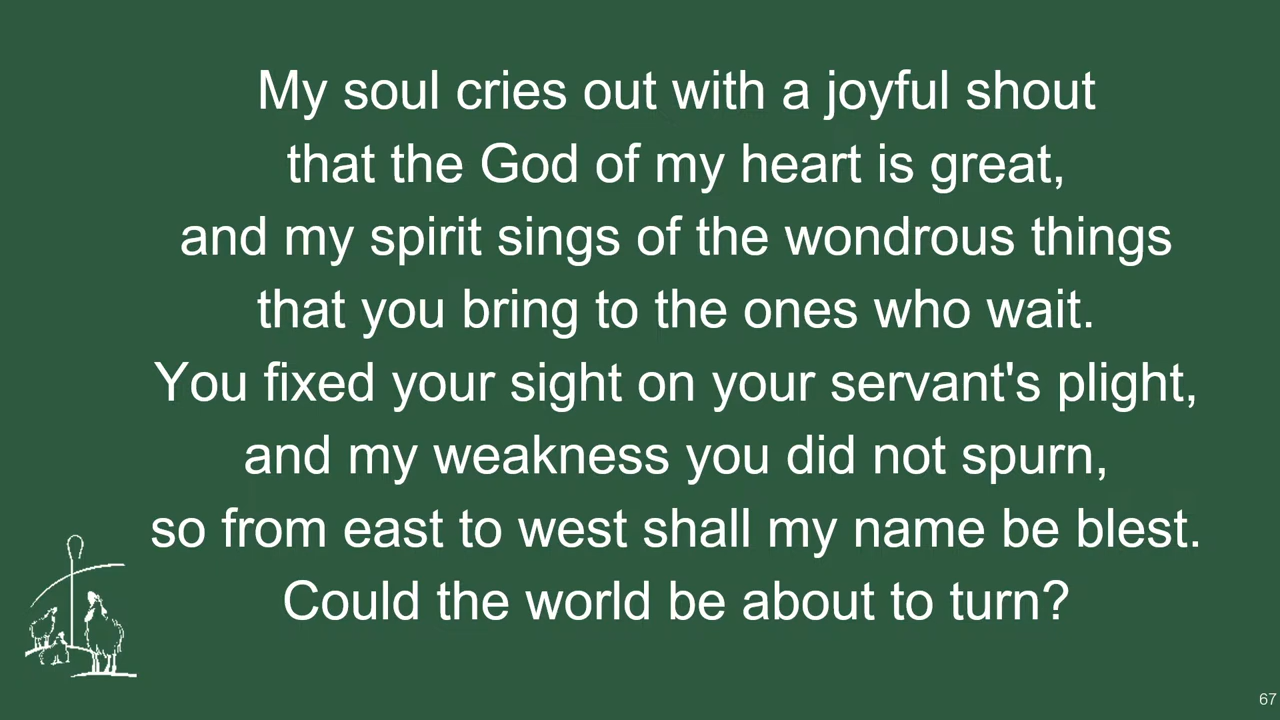 My soul cries out with a joyful shout
that the God of my heart is great,
and my spirit sings of the wondrous things
that you bring to the ones who wait.
You fixed your sight on your servant's plight,
and my weakness you did not spurn,
so from east to west shall my name be blest.
Could the world be about to turn?
67